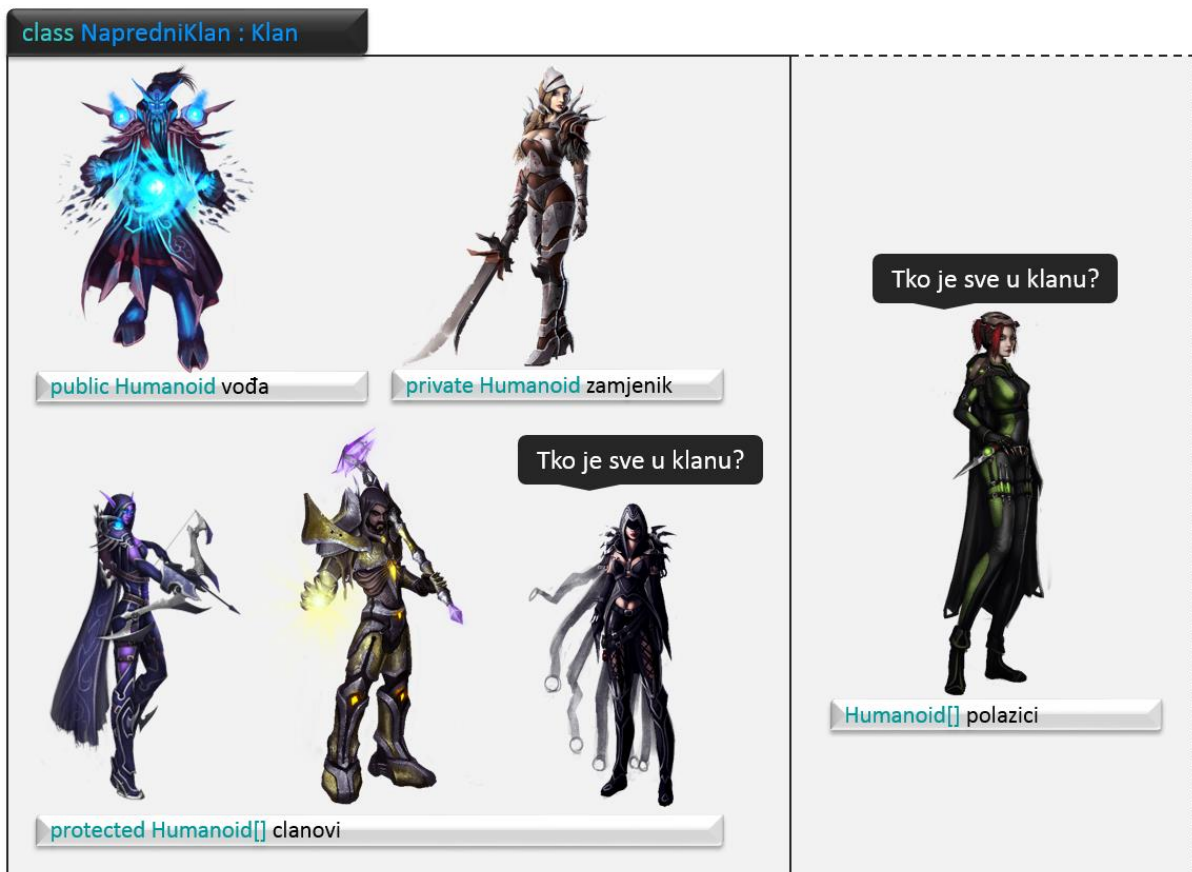 class NapredniKlan : Klan
public Humanoid vođa
private Humanoid zamjenik
Tko je sve u klanu?
protected Humanoid[] clanovi
Tko je sve u klanu?
Humanoid[] polazici